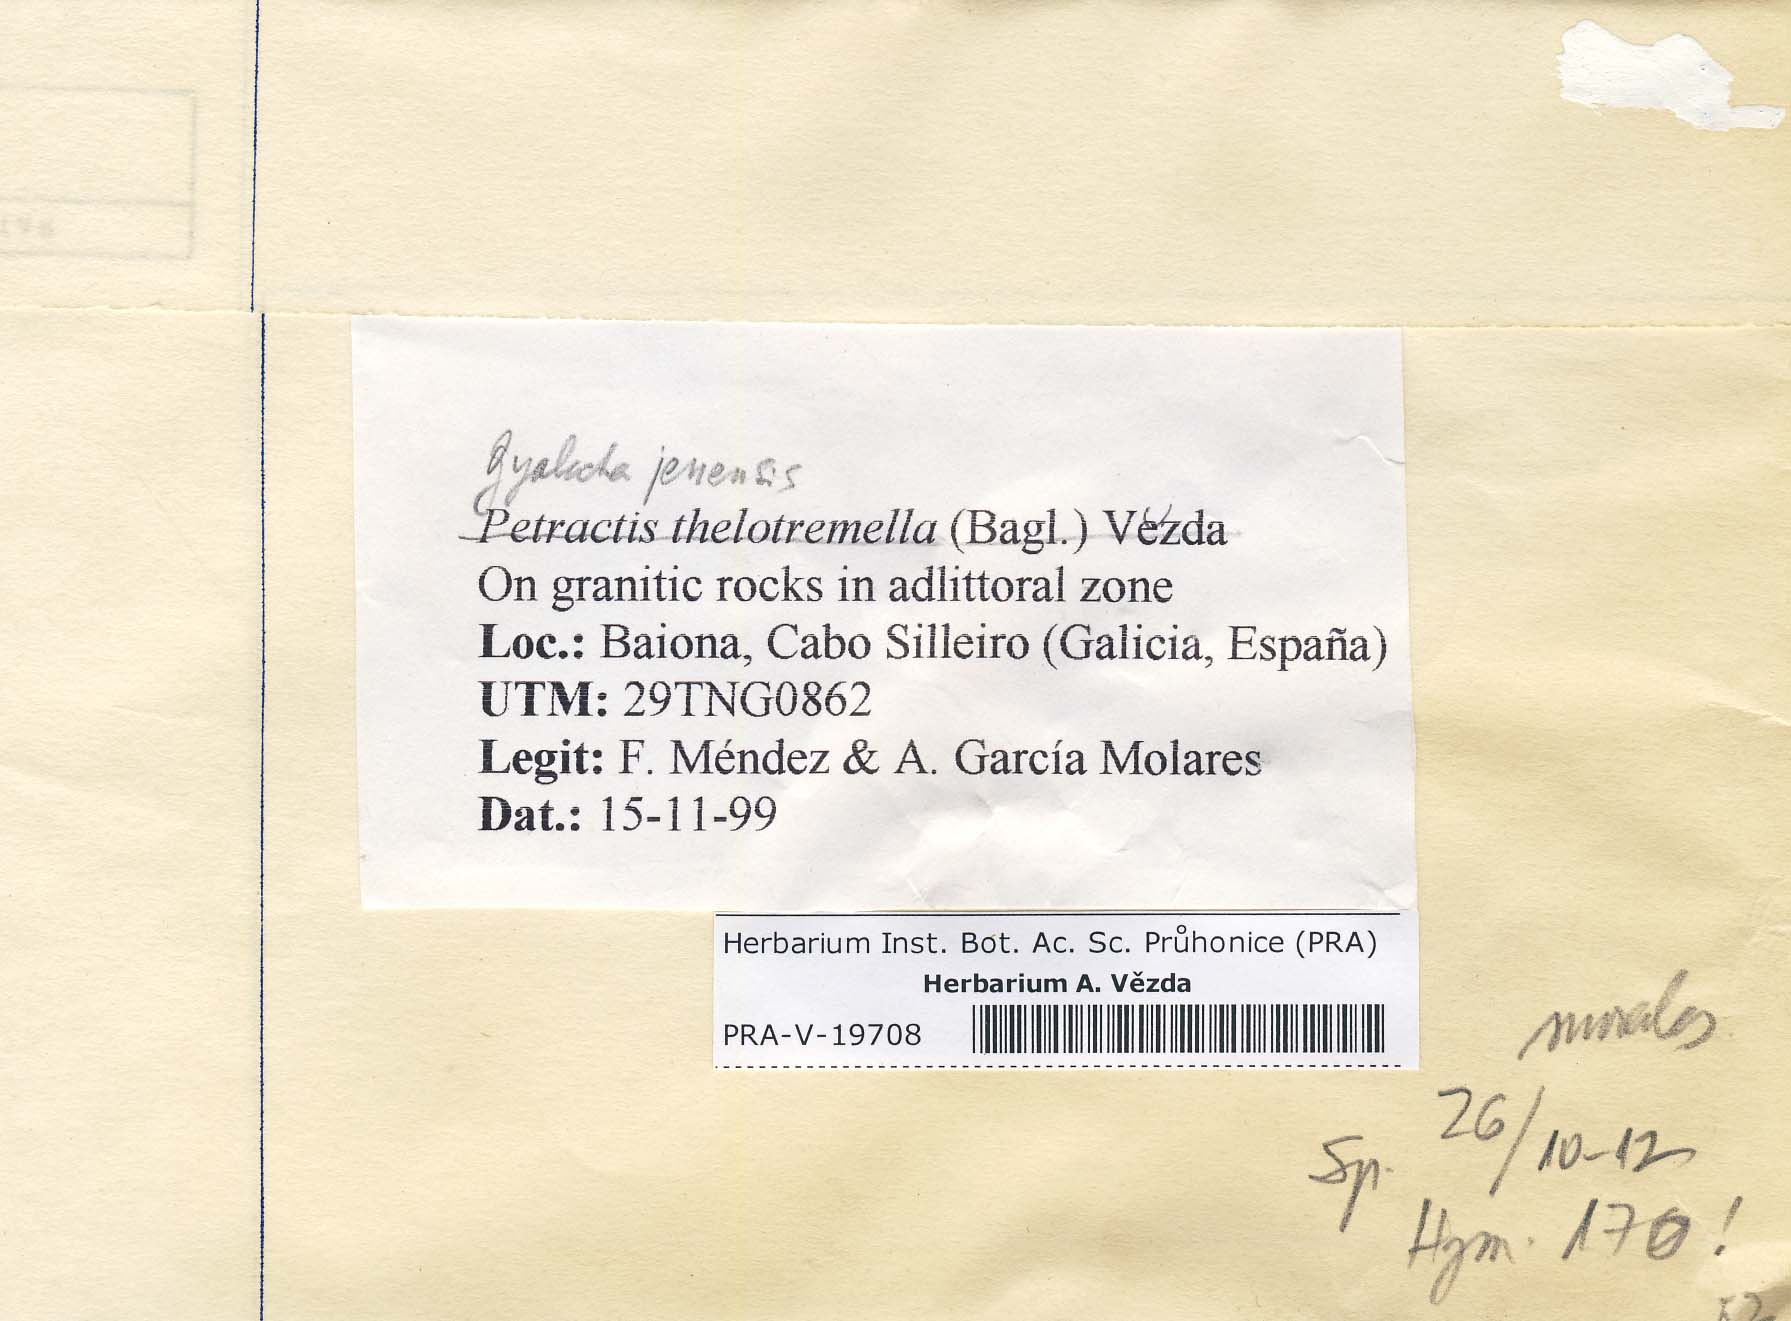 Gyalecta jenensis
Petractis thelotremella (Bagl.) Vězda
On granitic rocks in adlittoral zone
Loc.: Baiona, Cabo Silleiro (Galicia, España)
UTM: 29TNG0862
Legit: F. Méndez & A. García Molares
Dat.: 15-11-99
Herbarium Inst. Bot. Ac. Sc. Průhonice (PRA)
Herbarium A. Vězda
PRA-V-19708
Sp. 26/10-12
Hym. 170!